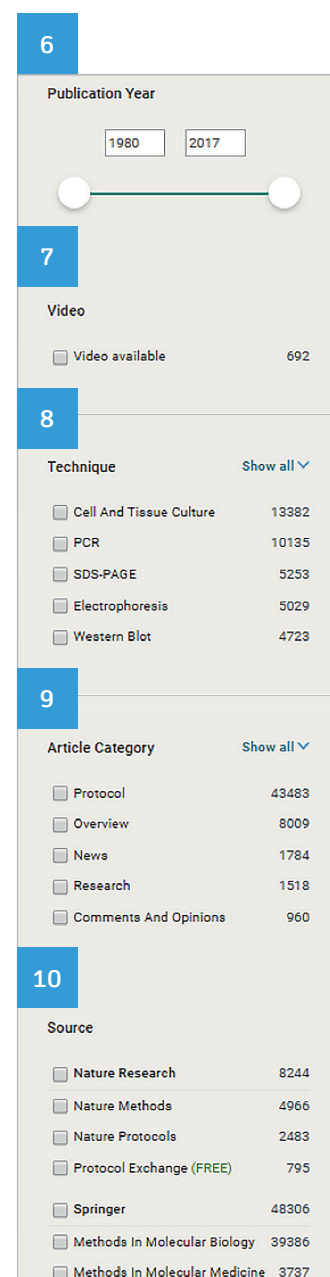 6
Publication Year
1980 2017
7
Video
Video available 692
8
Technique Show all
Cell And Tissue Culture 13382
PCR 10135
SDS-PAGE 5253
Electrophoresis 5029
Western Blot 4723
9
Article Category Show all
Protocol 43483
Overview 8009
News 1784
Research 1518
Comments And Opinions 960
10
Source
Nature Research 8244
Nature Methods 4966
Nature Protocols 2483
Protocol Exchange (FREE) 795
Springer 48306
Methods In Molecular Biology 39386
Methods In Molecular Medicine 3737